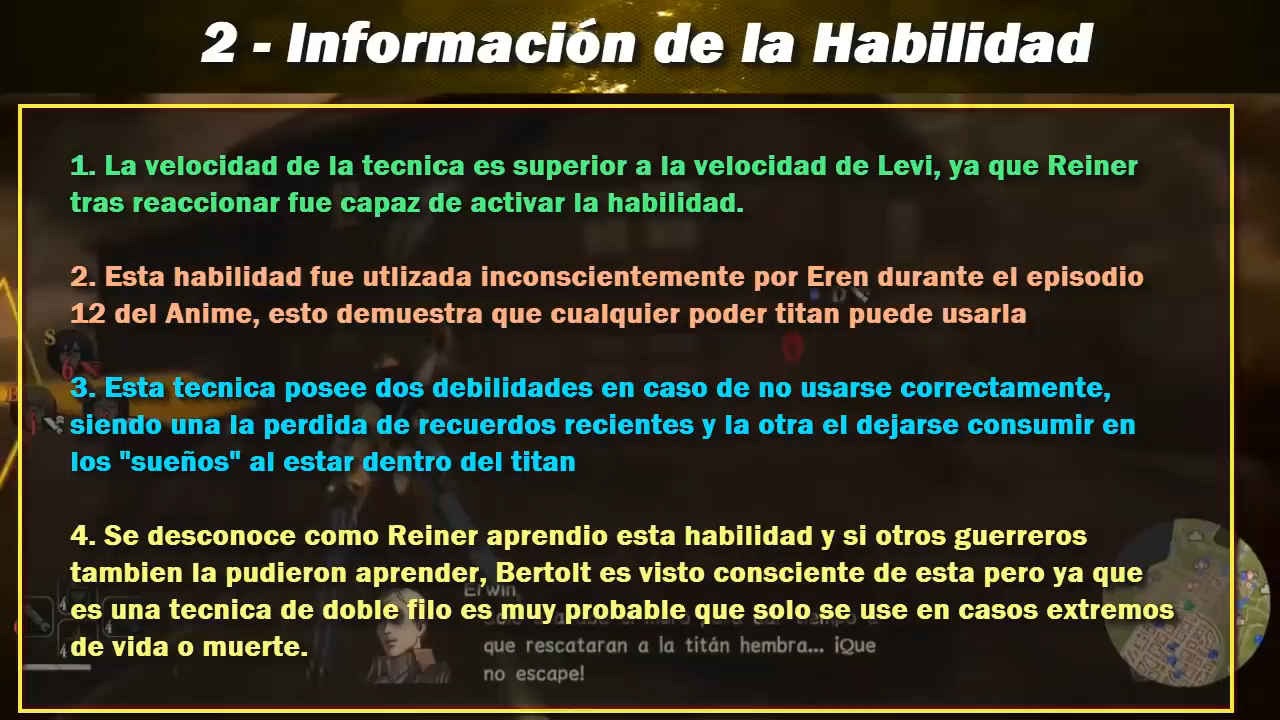 2 - Información de la Habilidad
1. La velocidad de la tecnica es superior a la velocidad de Levi, ya que Reiner
tras reaccionar fue capaz de activar la habilidad.
2. Esta habilidad fue utlizada inconscientemente por Eren durante el episodio
12 del Anime, esto demuestra que cualquier poder titan puede usarla
3. Esta tecnica posee dos debilidades en caso de no usarse correctamente,
siendo una la perdida de recuerdos recientes y la otra el dejarse consumir en
los "sueños" al estar dentro del titan
4. Se desconoce como Reiner aprendio esta habilidad y si otros guerreros
tambien la pudieron aprender, Bertolt es visto consciente de esta pero ya que
es una tecnica de doble filo es muy probable que solo se use en casos extremos
de vida o muerte.
Erwin
que rescataran a la titán hembra... ¡Que
no escape!
S
6
4
4
4